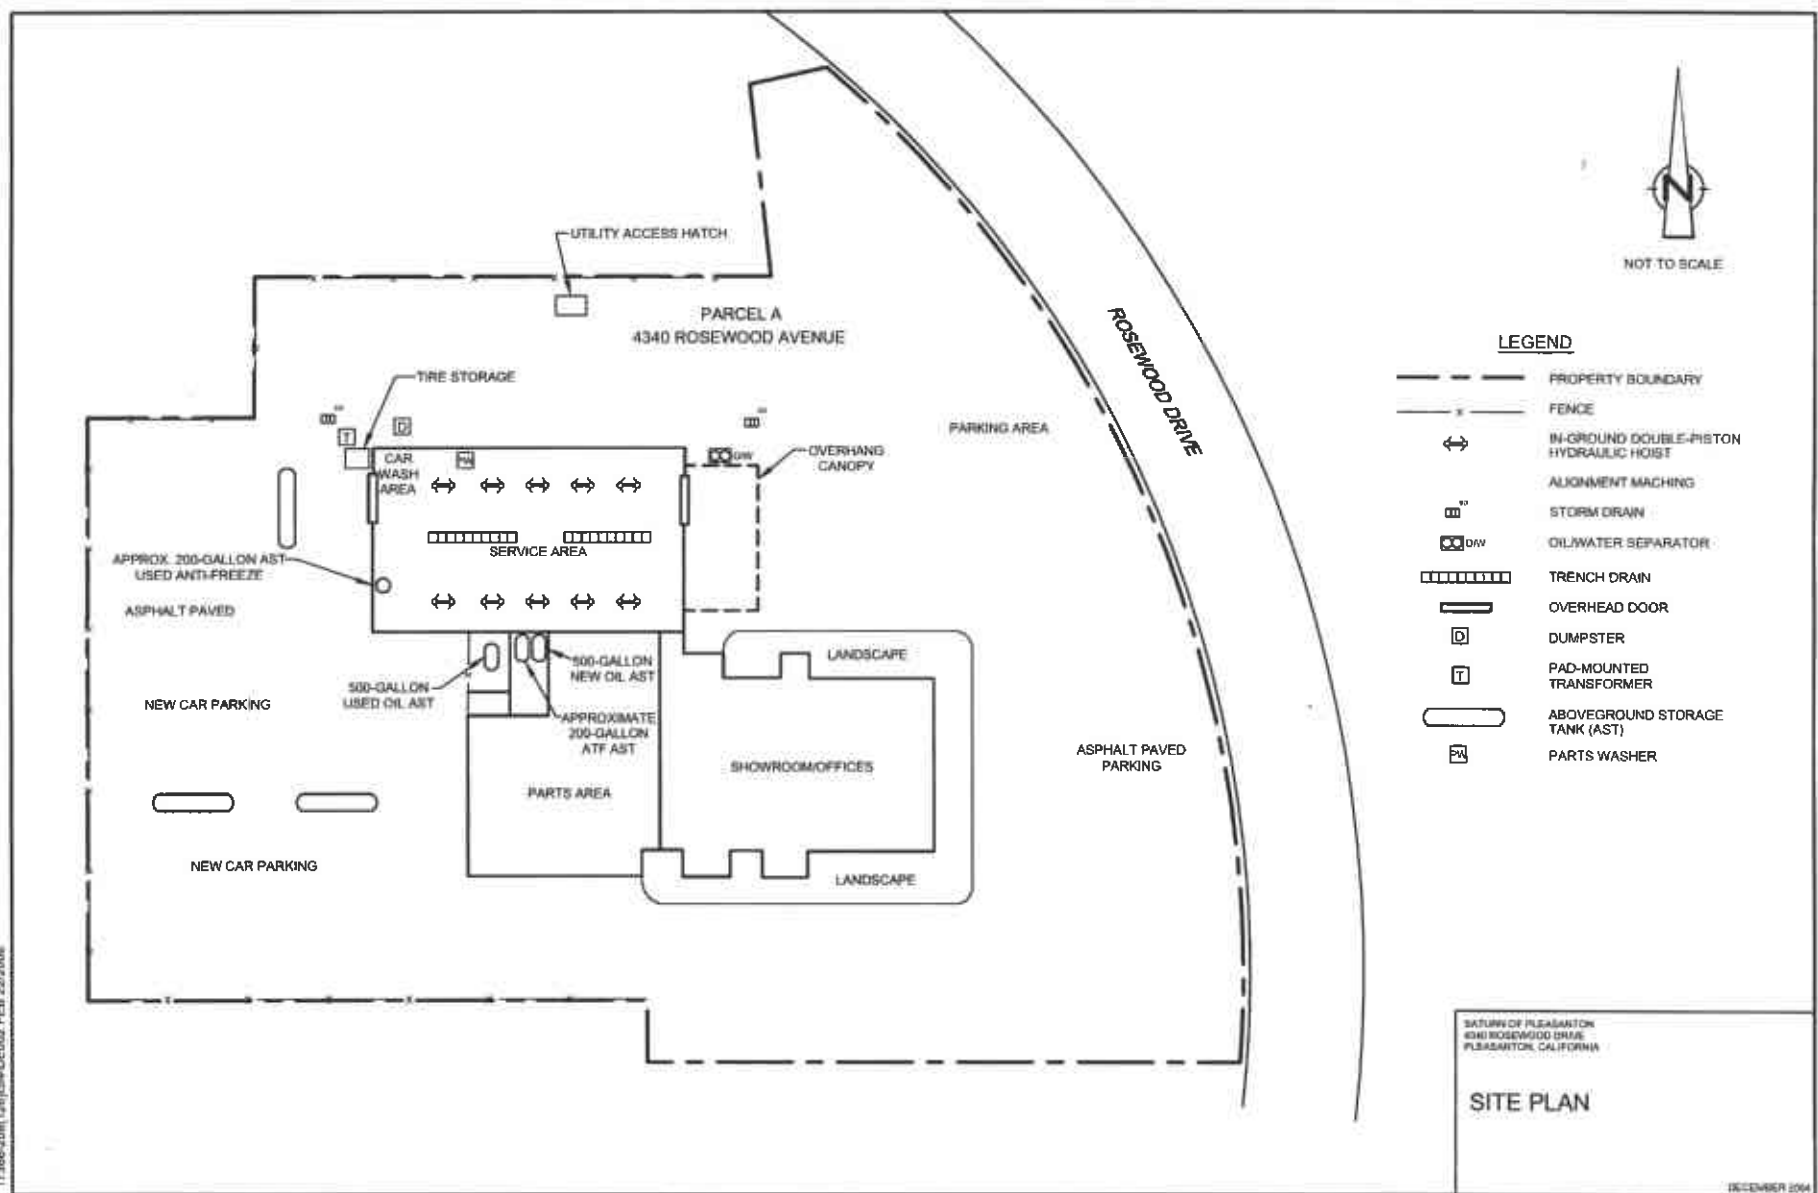 UTILITY ACCESS HATCH
N
NOT TO SCALE
PARCEL A
4340 ROSEWOOD AVENUE
ROSEWOOD DRIVE
TIRE STORAGE
T
D
CAR
WASH
AREA
PW
O/W
OVERHANG
CANOPY
PARKING AREA
SERVICE AREA
APPROX. 200-GALLON AST
USED ANTI-FREEZE
ASPHALT PAVED
500-GALLON
USED OIL AST
500-GALLON
NEW OIL AST
APPROXIMATE
200-GALLON
ATF AST
LANDSCAPE
NEW CAR PARKING
SHOWROOM/OFFICES
PARTS AREA
ASPHALT PAVED
PARKING
NEW CAR PARKING
LANDSCAPE
LEGEND
PROPERTY BOUNDARY
x FENCE
IN-GROUND DOUBLE-PISTON
HYDRAULIC HOIST
ALIGNMENT MACHING
STORM DRAIN
O/W OIL/WATER SEPARATOR
TRENCH DRAIN
OVERHEAD DOOR
D DUMPSTER
T PAD-MOUNTED
TRANSFORMER
ABOVEGROUND STORAGE
TANK (AST)
PW PARTS WASHER
SATURN OF PLEASANTON
4340 ROSEWOOD DRIVE
PLEASANTON, CALIFORNIA
SITE PLAN
DECEMBER 2004